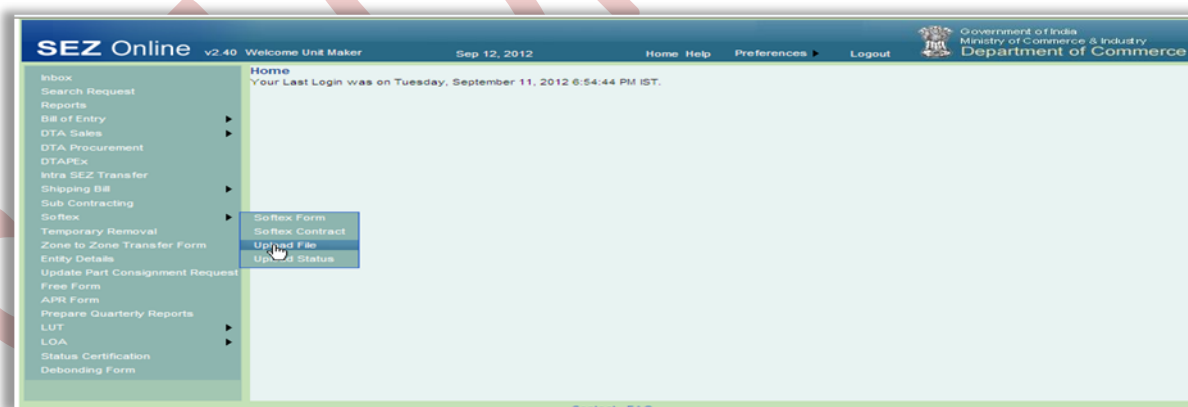 Government of India
Ministry of Commerce & Industry
Department of Commerce
SEZ Online v2.40 Welcome Unit Maker Sep 12, 2012 Home Help Preferences Logout
Home
Your Last Login was on Tuesday, September 11, 2012 6:54:44 PM IST.
Inbox
Search Request
Reports
Bill of Entry
DTA Sales
DTA Procurement
DTAPEx
Intra SEZ Transfer
Shipping Bill
Sub Contracting
Softex
Temporary Removal
Zone to Zone Transfer Form
Entity Details
Update Part Consignment Request
Free Form
APR Form
Prepare Quarterly Reports
LUT
LOA
Status Certification
Debonding Form
Softex Form
Softex Contract
Upload File
Upload Status